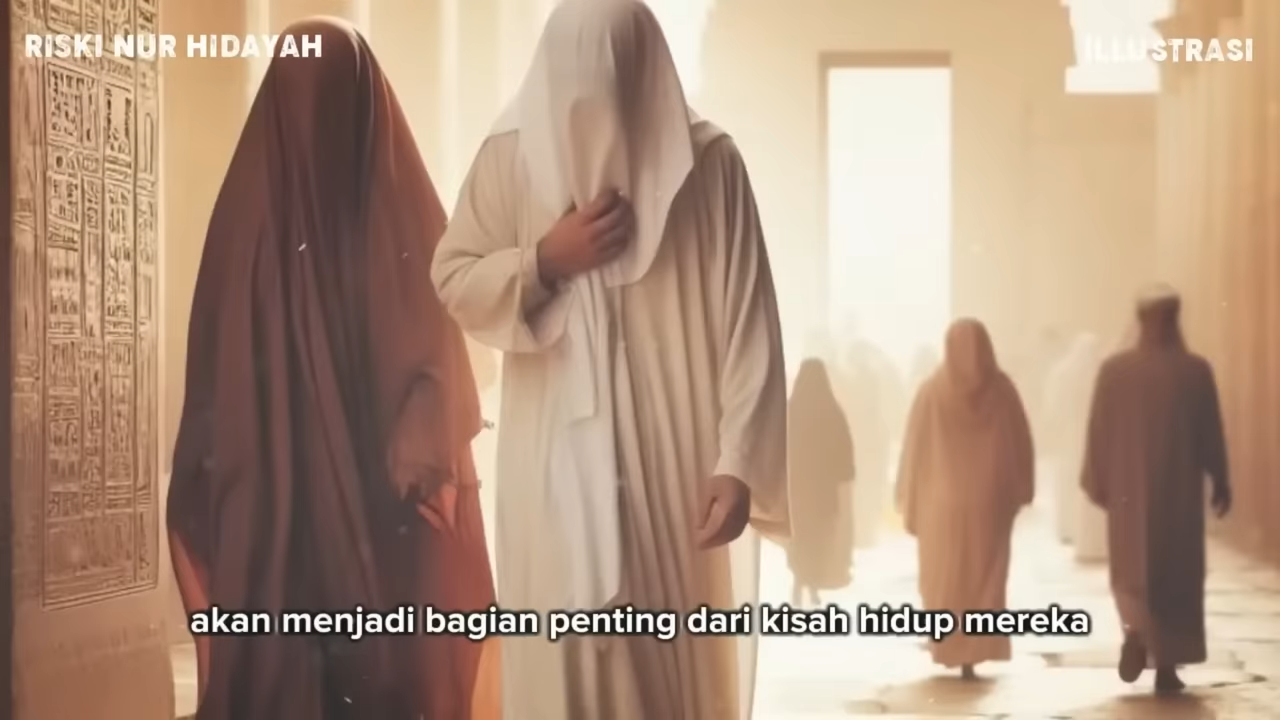 RISKI NUR HIDAYAH
ILLUSTRASI
akan menjadi bagian penting dari kisah hidup mereka